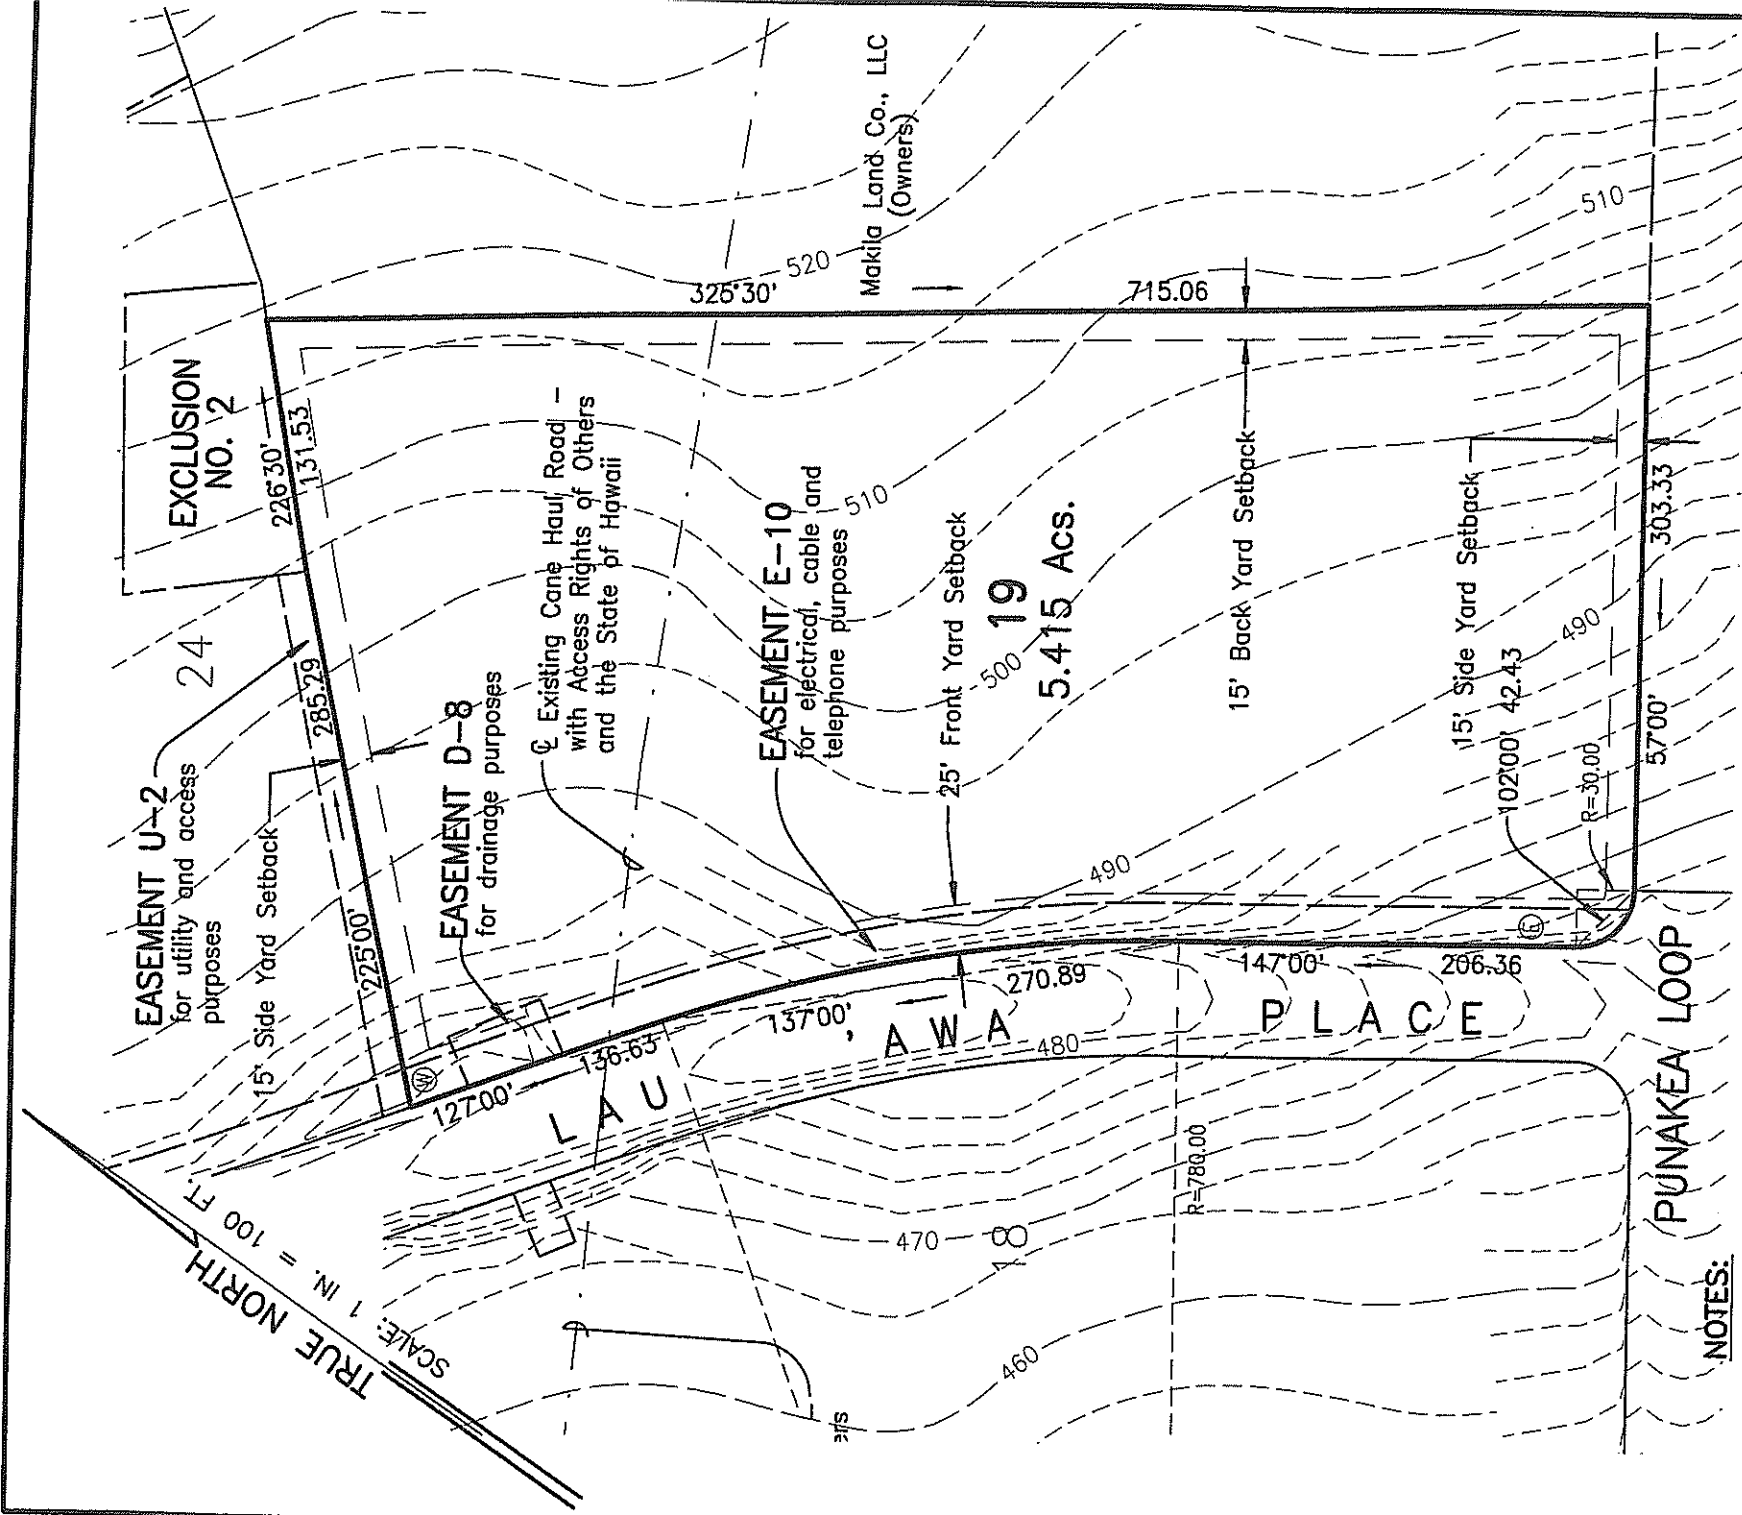 EXCLUSION
NO. 2
226°30'
131.53
24
285.29
225°00'
EASEMENT U-2
for utility and access
purposes
15' Side Yard Setback
EASEMENT D-8
for drainage purposes
℄ Existing Cane Haul Road -
with Access Rights of Others
and the State of Hawaii
EASEMENT E-10
for electrical, cable and
telephone purposes
25' Front Yard Setback
19
5.415 Acs.
15' Back Yard Setback
15' Side Yard Setback
102°00' 42.43
R=30.00
325°30'
715.06
Makila Land Co., LLC
(Owners)
520
510
510
500
490
490
480
470
460
303.33
57°00'
127°00'
136.63
137°00'
270.89
147°00'
206.36
LAU 'AWA PLACE
PUNAKEA LOOP
R=780.00
18
W
TRUE NORTH
SCALE: 1 IN. = 100 FT.
ers
NOTES: